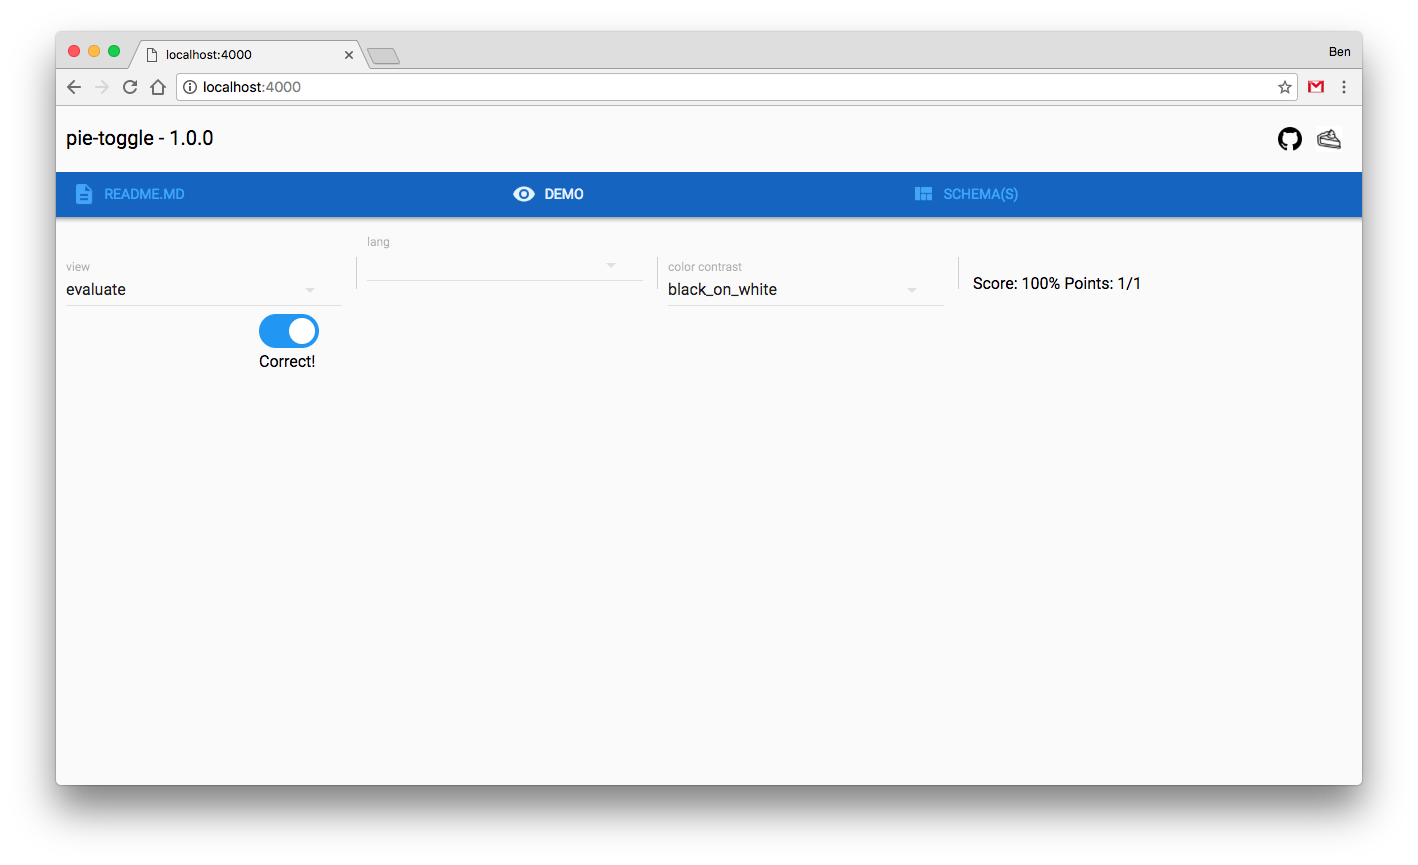 localhost:4000
Ben
localhost:4000
pie-toggle - 1.0.0
README.MD
DEMO
SCHEMA(S)
lang
view
evaluate
color contrast
black_on_white
Score: 100% Points: 1/1
Correct!